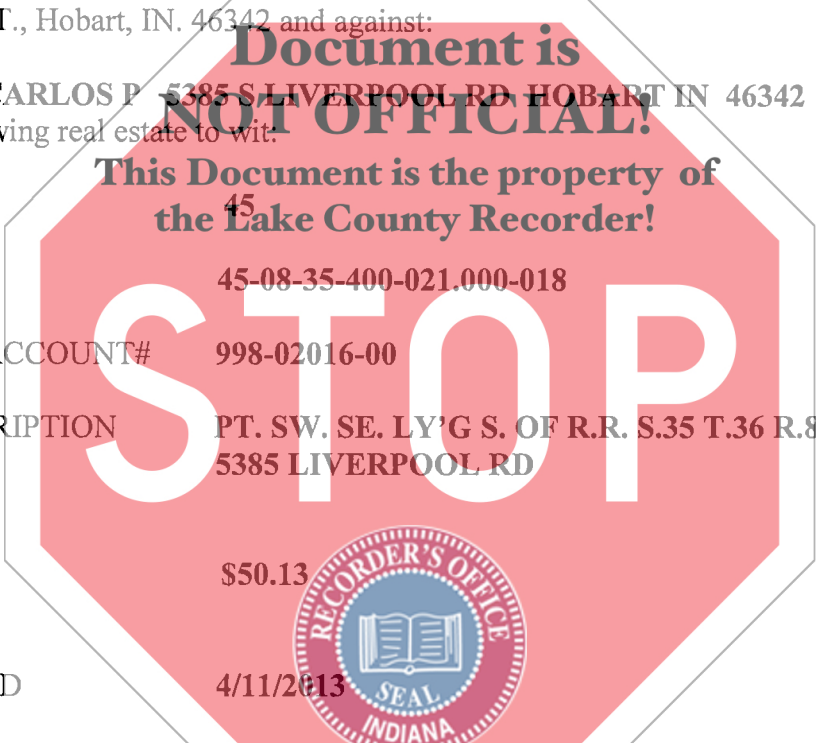 T., Hobart, IN. 46342 and against:
Document is
ARLOS P 5385 S LIVERPOOL RD HOBART IN 46342
NOT OFFICIAL!
ving real estate to wit:
This Document is the property of
45
the Lake County Recorder!
45-08-35-400-021.000-018
STOP
CCOUNT# 998-02016-00
RIPTION PT. SW. SE. LY'G S. OF R.R. S.35 T.36 R.8
5385 LIVERPOOL RD
$50.13
RECORDER'S OFFICE
D 4/11/2013
SEAL
INDIANA